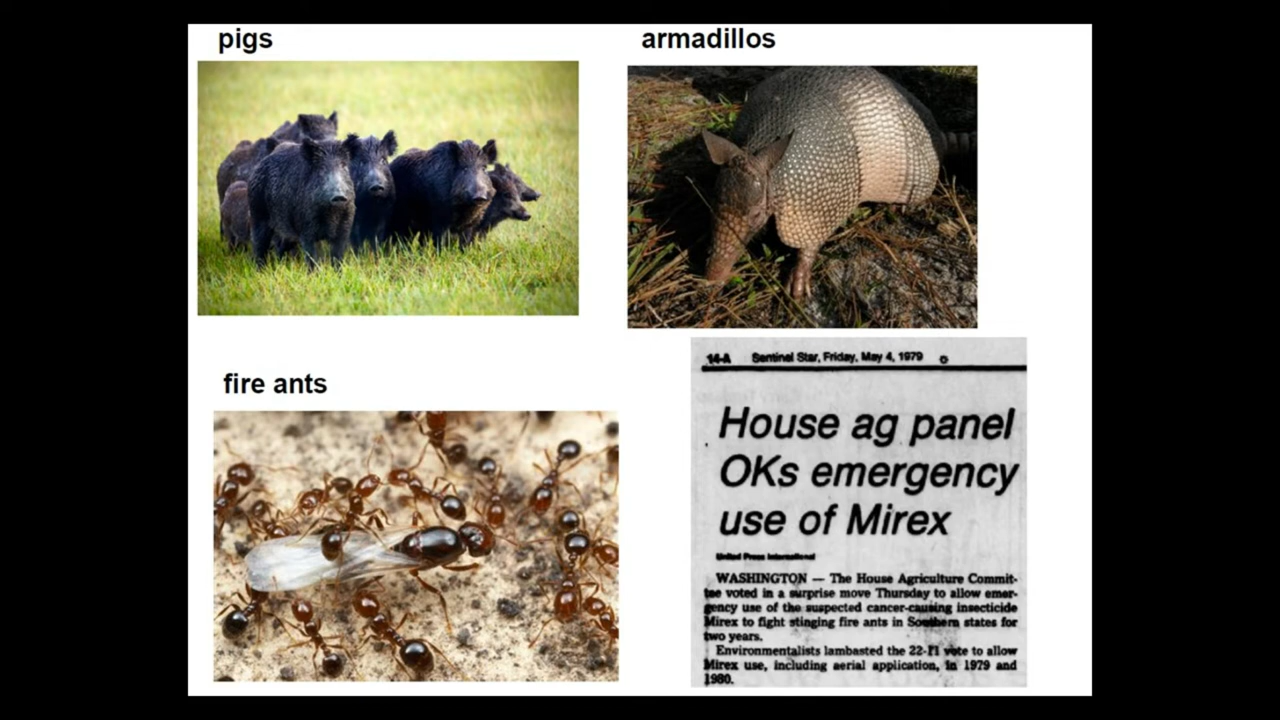 pigs
armadillos
fire ants
14-A Sentinel Star, Friday, May 4, 1979
House ag panel
OKs emergency
use of Mirex
United Press International
WASHINGTON — The House Agriculture Commit-
tee voted in a surprise move Thursday to allow emer-
gency use of the suspected cancer-causing insecticide
Mirex to fight stinging fire ants in Southern states for
two years.
Environmentalists lambasted the 22-11 vote to allow
Mirex use, including aerial application, in 1979 and
1980.